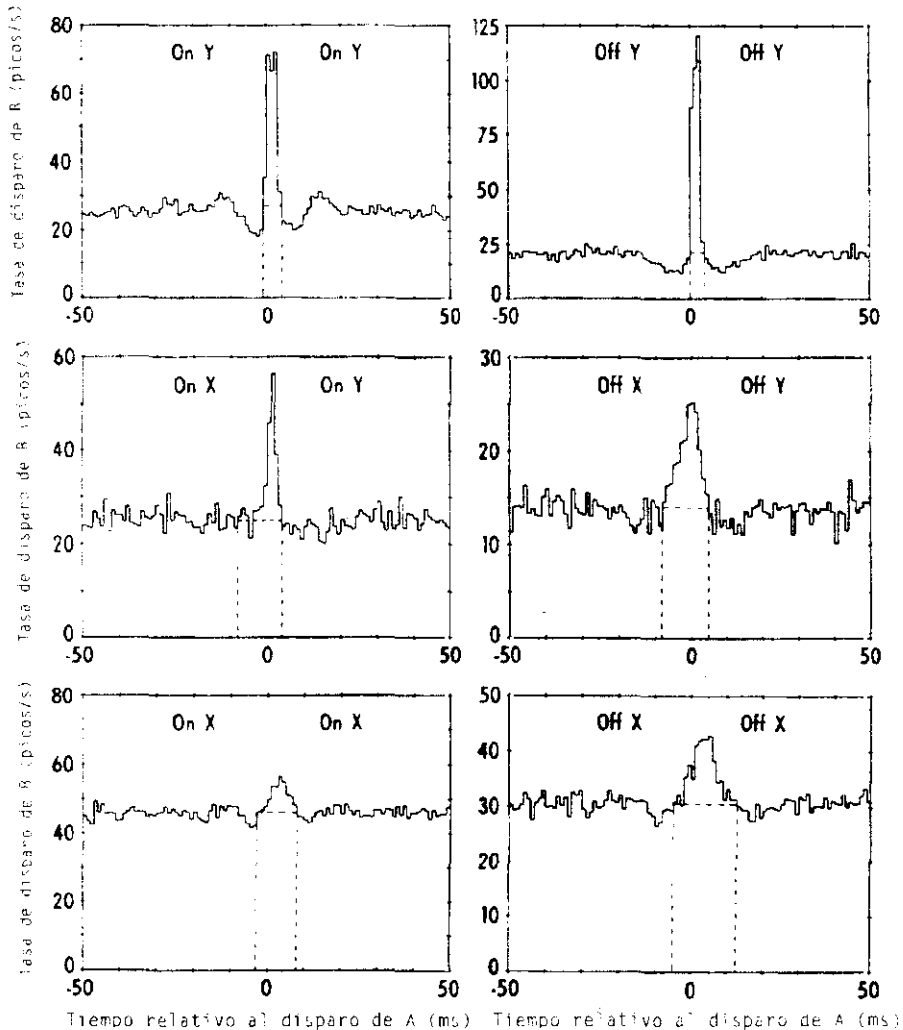 80
60
40
20
0
-50 0 50
On Y On Y
Tasa de disparo de B (picos/s)
125
100
75
50
25
0
-50 0 50
Off Y Off Y
60
40
20
0
-50 0 50
On X On Y
Tasa de disparo de B (picos/s)
30
20
10
0
-50 0 50
Off X Off Y
80
60
40
20
0
-50 0 50
On X On X
Tasa de disparo de B (picos/s)
50
40
30
20
10
0
-50 0 50
Off X Off X
Tiempo relativo al disparo de A (ms) Tiempo relativo al disparo de A (ms)